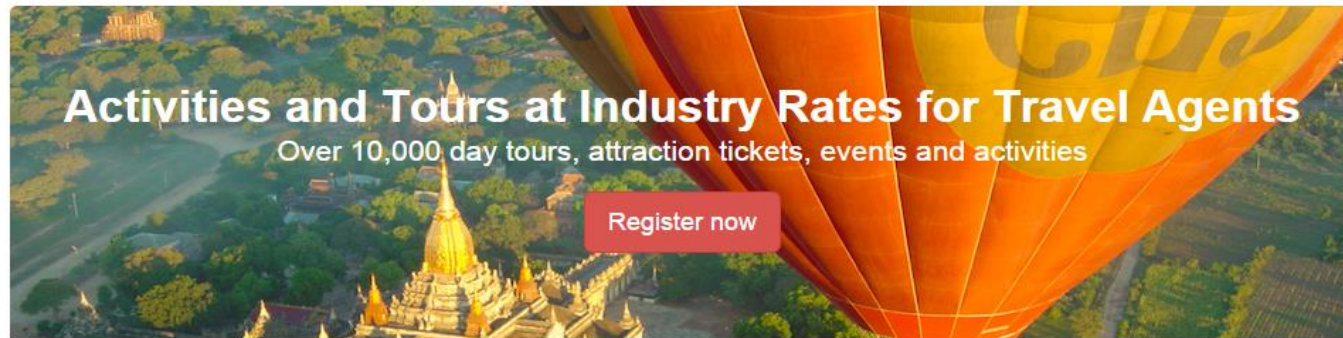 Activities and Tours at Industry Rates for Travel Agents
Over 10,000 day tours, attraction tickets, events and activities
Register now